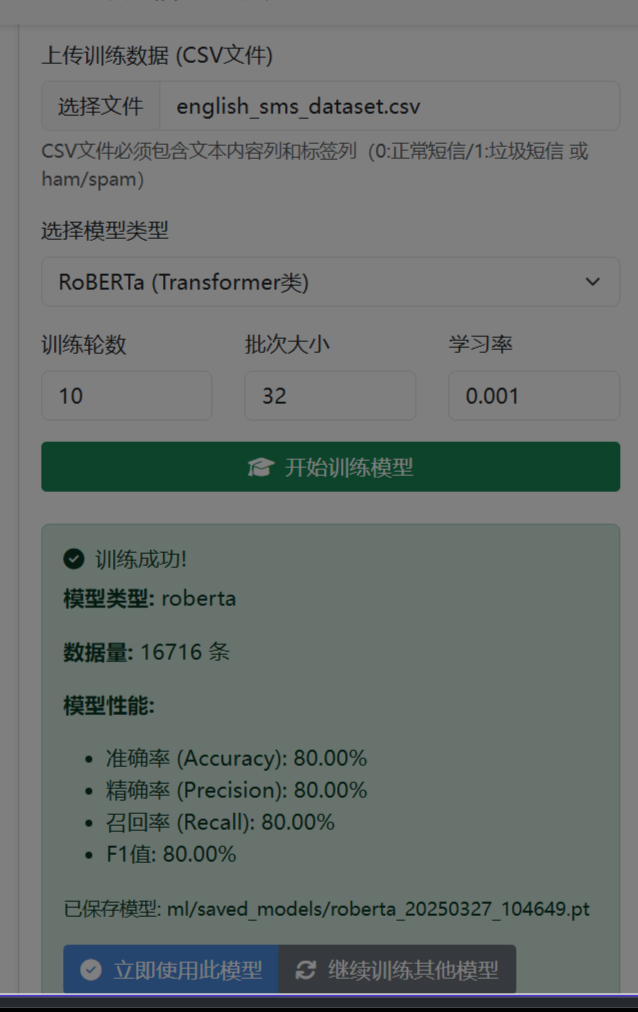 上传训练数据 (CSV文件)
选择文件 english_sms_dataset.csv
CSV文件必须包含文本内容列和标签列（0:正常短信/1:垃圾短信 或
ham/spam）
选择模型类型
RoBERTa (Transformer类)
训练轮数 批次大小 学习率
10 32 0.001
开始训练模型
训练成功!
模型类型: roberta
数据量: 16716 条
模型性能:
• 准确率 (Accuracy): 80.00%
• 精确率 (Precision): 80.00%
• 召回率 (Recall): 80.00%
• F1值: 80.00%
已保存模型: ml/saved_models/roberta_20250327_104649.pt
立即使用此模型 继续训练其他模型